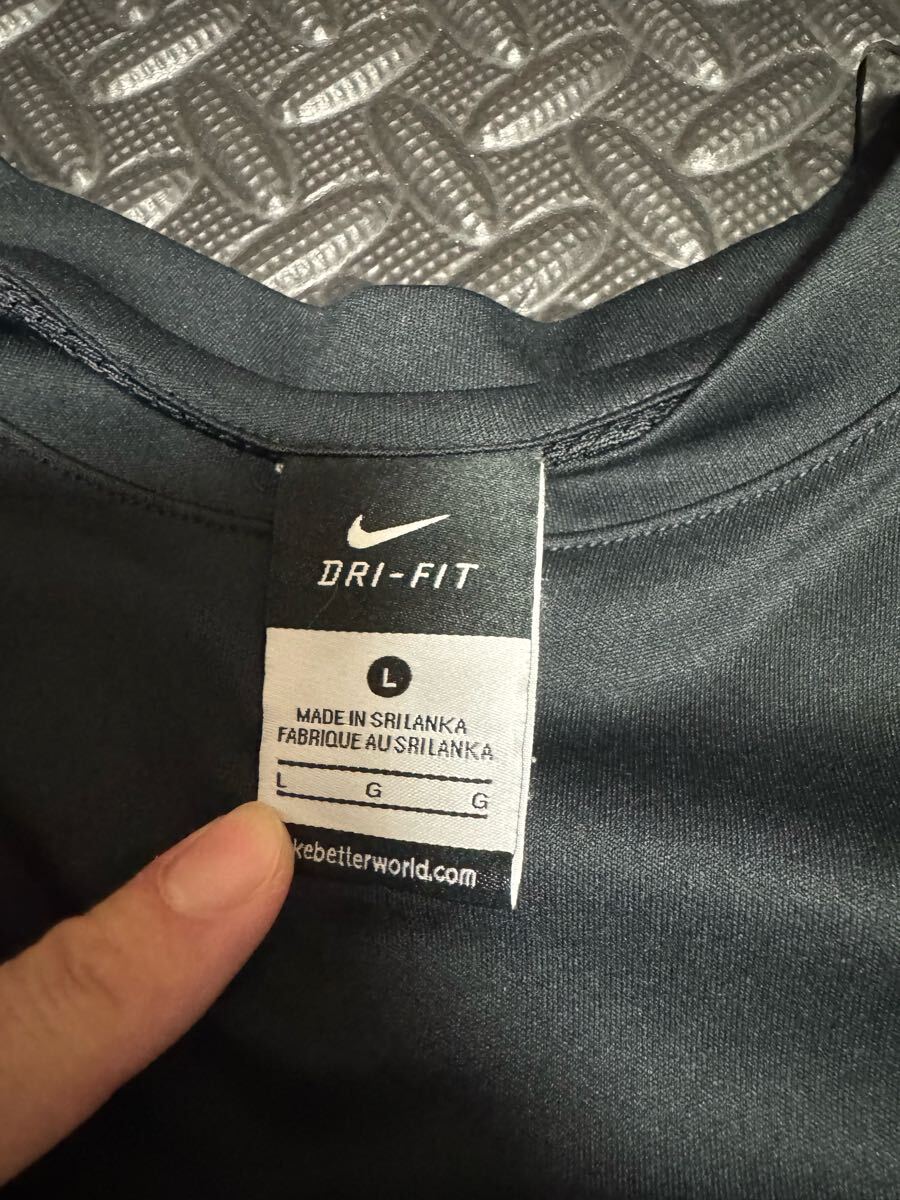 DRI-FIT
L
MADE IN SRI LANKA
FABRIQUE AU SRI LANKA
L G G
kebetterworld.com